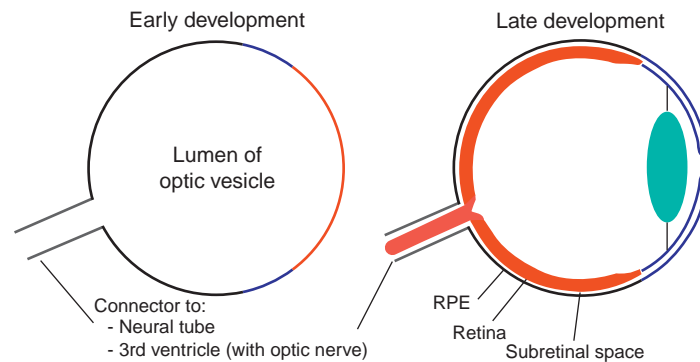 Early development
Late development
Lumen of
optic vesicle
Connector to:
- Neural tube
- 3rd ventricle (with optic nerve)
RPE
Retina
Subretinal space